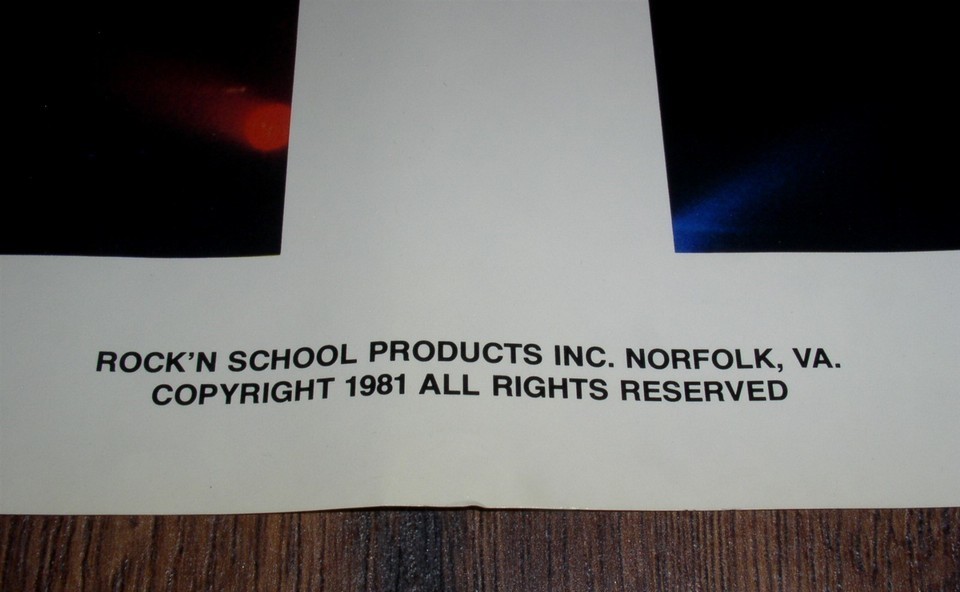 ROCK'N SCHOOL PRODUCTS INC. NORFOLK, VA.
COPYRIGHT 1981 ALL RIGHTS RESERVED